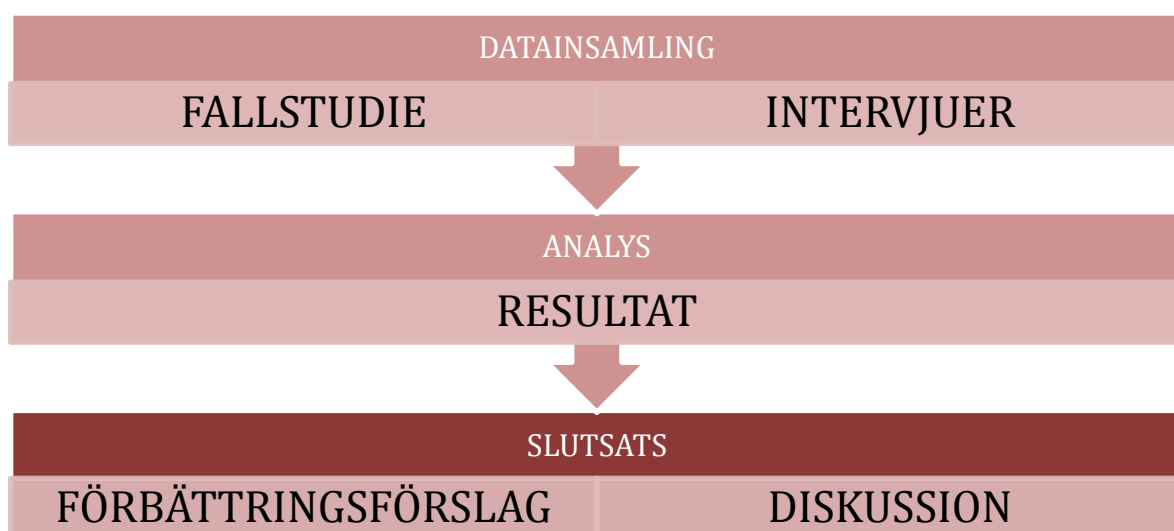 DATAINSAMLING
FALLSTUDIE INTERVJUER
ANALYS
RESULTAT
SLUTSATS
FÖRBÄTTRINGSFÖRSLAG DISKUSSION